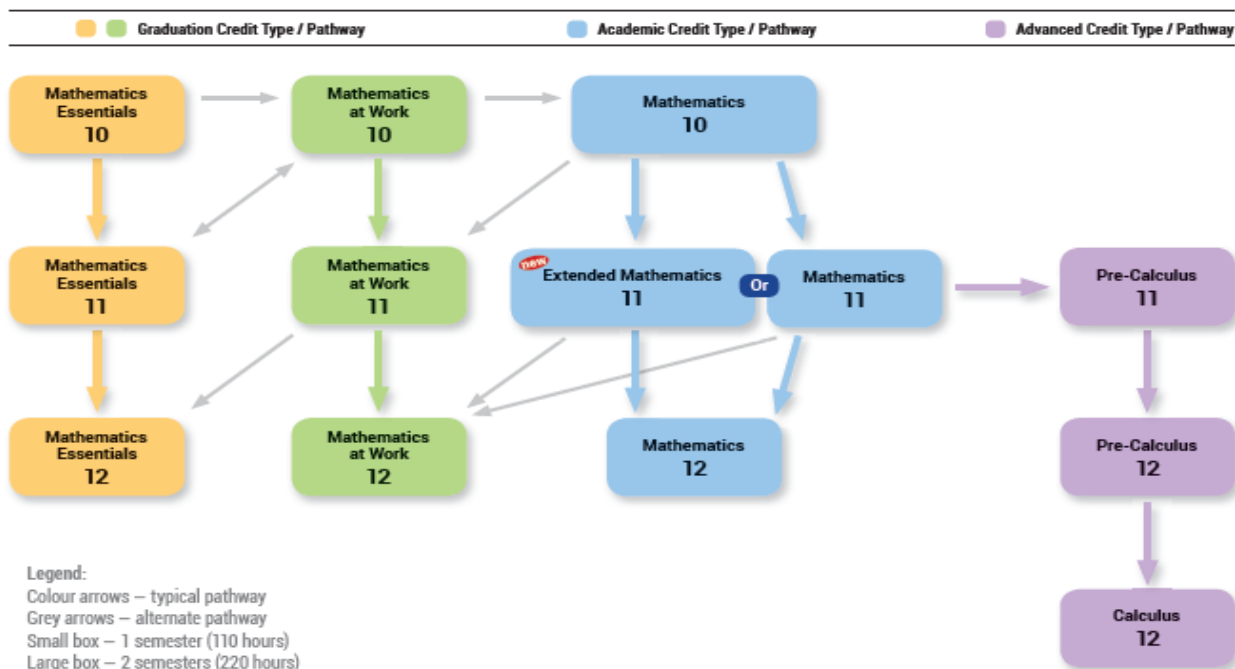 Graduation Credit Type / Pathway
Academic Credit Type / Pathway
Advanced Credit Type / Pathway
Mathematics
Essentials
10
Mathematics
at Work
10
Mathematics
10
Mathematics
Essentials
11
Mathematics
at Work
11
new
Extended Mathematics
11
Or
Mathematics
11
Pre-Calculus
11
Mathematics
Essentials
12
Mathematics
at Work
12
Mathematics
12
Pre-Calculus
12
Calculus
12
Legend:
Colour arrows – typical pathway
Grey arrows – alternate pathway
Small box – 1 semester (110 hours)
Large box – 2 semesters (220 hours)